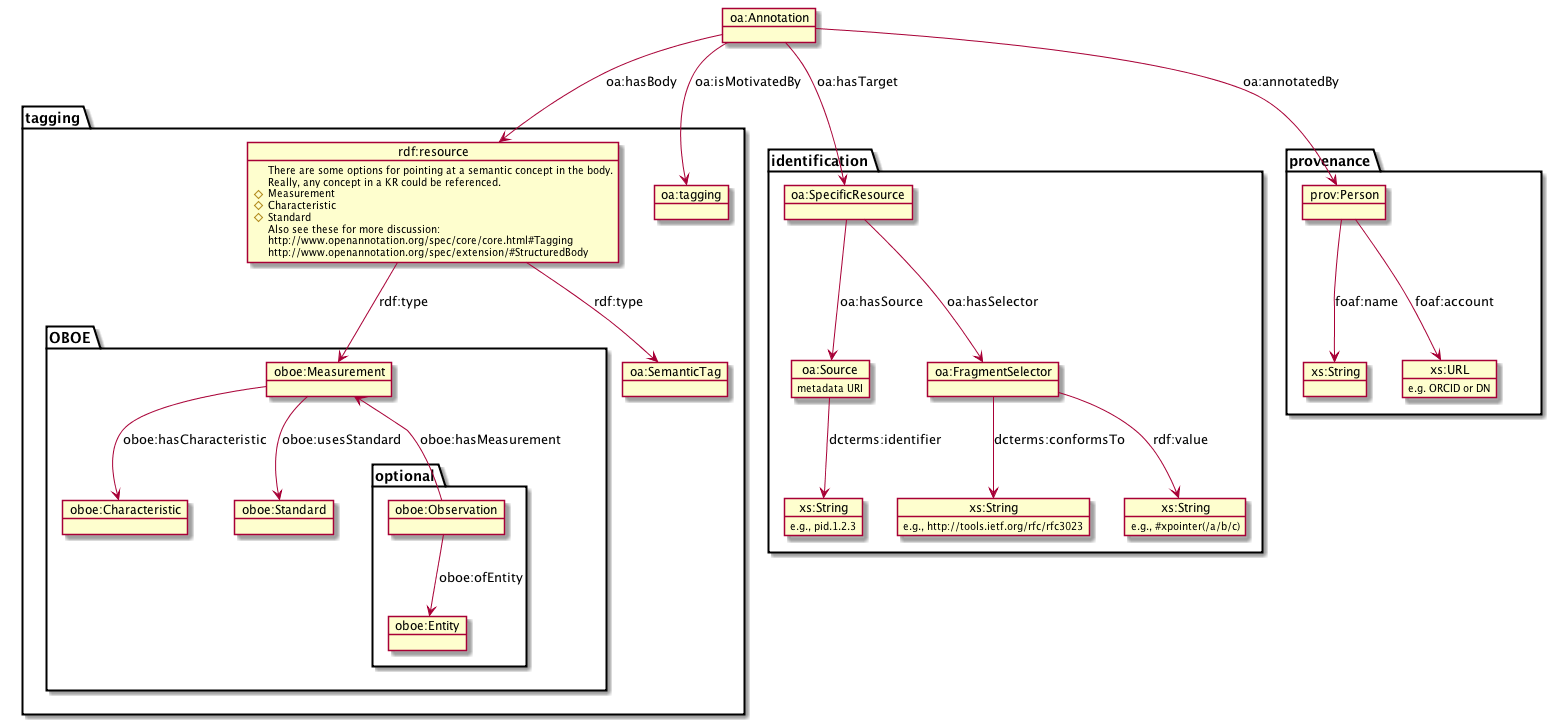 oa:Annotation
oa:hasBody
oa:isMotivatedBy
oa:hasTarget
oa:annotatedBy
tagging
rdf:resource
There are some options for pointing at a semantic concept in the body.
Really, any concept in a KR could be referenced.
Measurement
Characteristic
Standard
Also see these for more discussion:
http://www.openannotation.org/spec/core/core.html#Tagging
http://www.openannotation.org/spec/extension/#StructuredBody
oa:tagging
rdf:type
rdf:type
OBOE
oboe:Measurement
oa:SemanticTag
oboe:hasCharacteristic
oboe:usesStandard
oboe:hasMeasurement
optional
oboe:Characteristic
oboe:Standard
oboe:Observation
oboe:ofEntity
oboe:Entity
identification
oa:SpecificResource
oa:hasSource
oa:hasSelector
oa:Source
metadata URI
oa:FragmentSelector
dcterms:identifier
dcterms:conformsTo
rdf:value
xs:String
e.g., pid.1.2.3
xs:String
e.g., http://tools.ietf.org/rfc/rfc3023
xs:String
e.g., #xpointer(/a/b/c)
provenance
prov:Person
foaf:name
foaf:account
xs:String
xs:URL
e.g. ORCID or DN